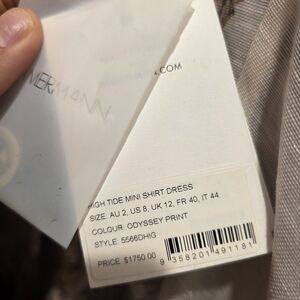 .COM
HIGH TIDE MINI SHIRT DRESS
SIZE: AU 2, US 8, UK 12, FR 40, IT 44
COLOUR: ODYSSEY PRINT
STYLE: 5566DHIG
PRICE: $1750.00
9 358201 491181